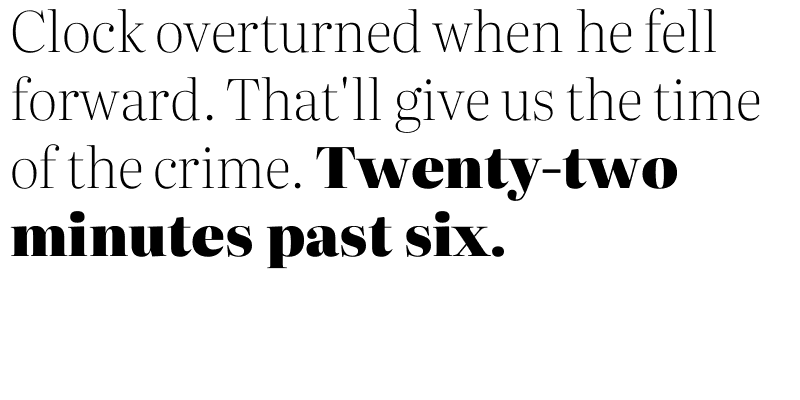 Clock overturned when he fell
forward. That'll give us the time
of the crime. Twenty-two
minutes past six.